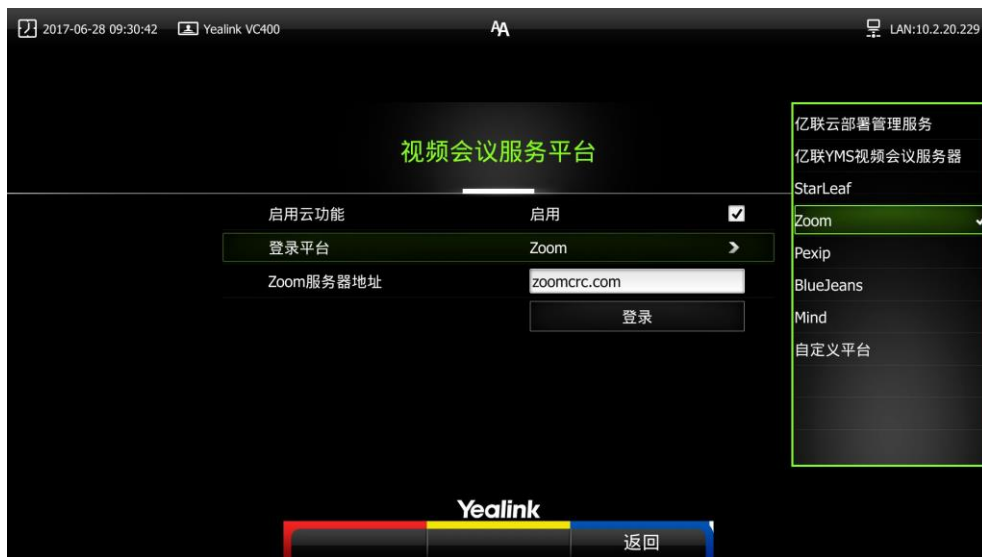 2017-06-28 09:30:42 Yealink VC400 AA LAN:10.2.20.229
视频会议服务平台
启用云功能 启用
登录平台 Zoom
Zoom服务器地址 zoomcrc.com
登录
亿联云部署管理服务
亿联YMS视频会议服务器
StarLeaf
Zoom
Pexip
BlueJeans
Mind
自定义平台
Yealink
返回